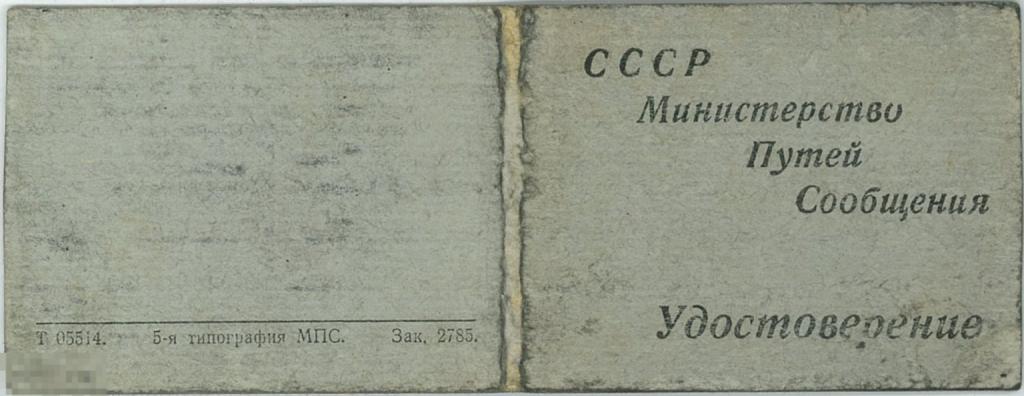 СССР
Министерство
Путей
Сообщения
Удостоверение
Т 05514. 5-я типография МПС. Зак. 2785.